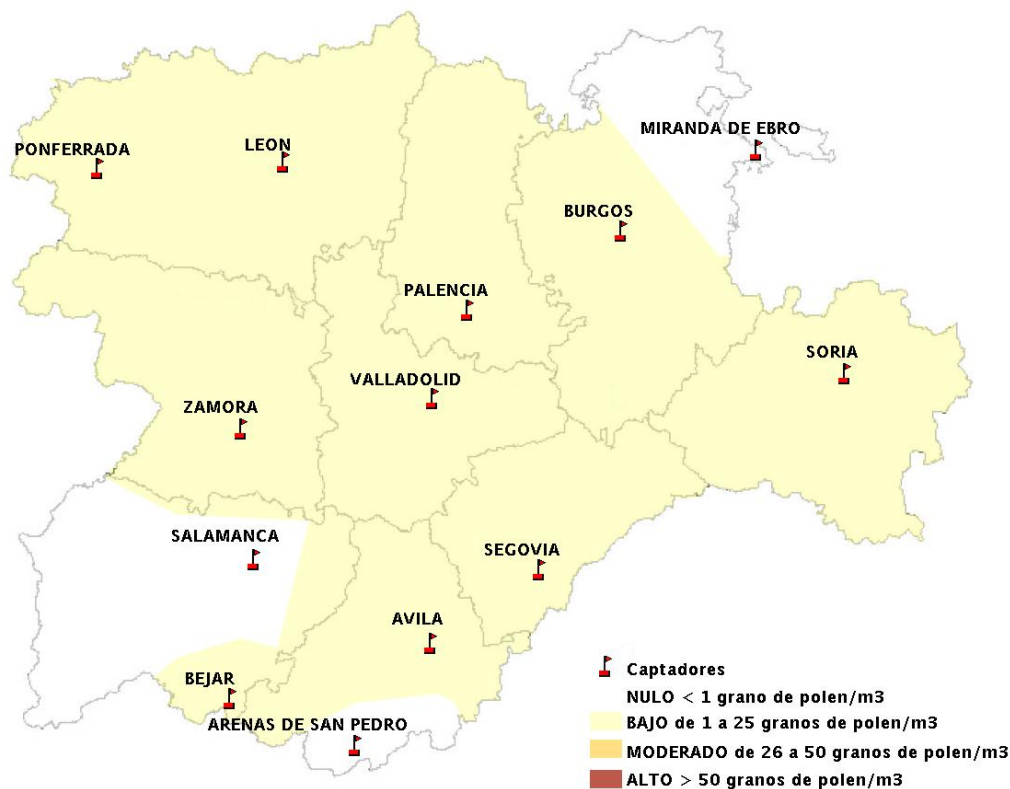 MIRANDA DE EBRO
PONFERRADA
LEON
BURGOS
PALENCIA
SORIA
VALLADOLID
ZAMORA
SALAMANCA
SEGOVIA
AVILA
BEJAR
ARENAS DE SAN PEDRO
Captadores
NULO < 1 grano de polen/m3
BAJO de 1 a 25 granos de polen/m3
MODERADO de 26 a 50 granos de polen/m3
ALTO > 50 granos de polen/m3